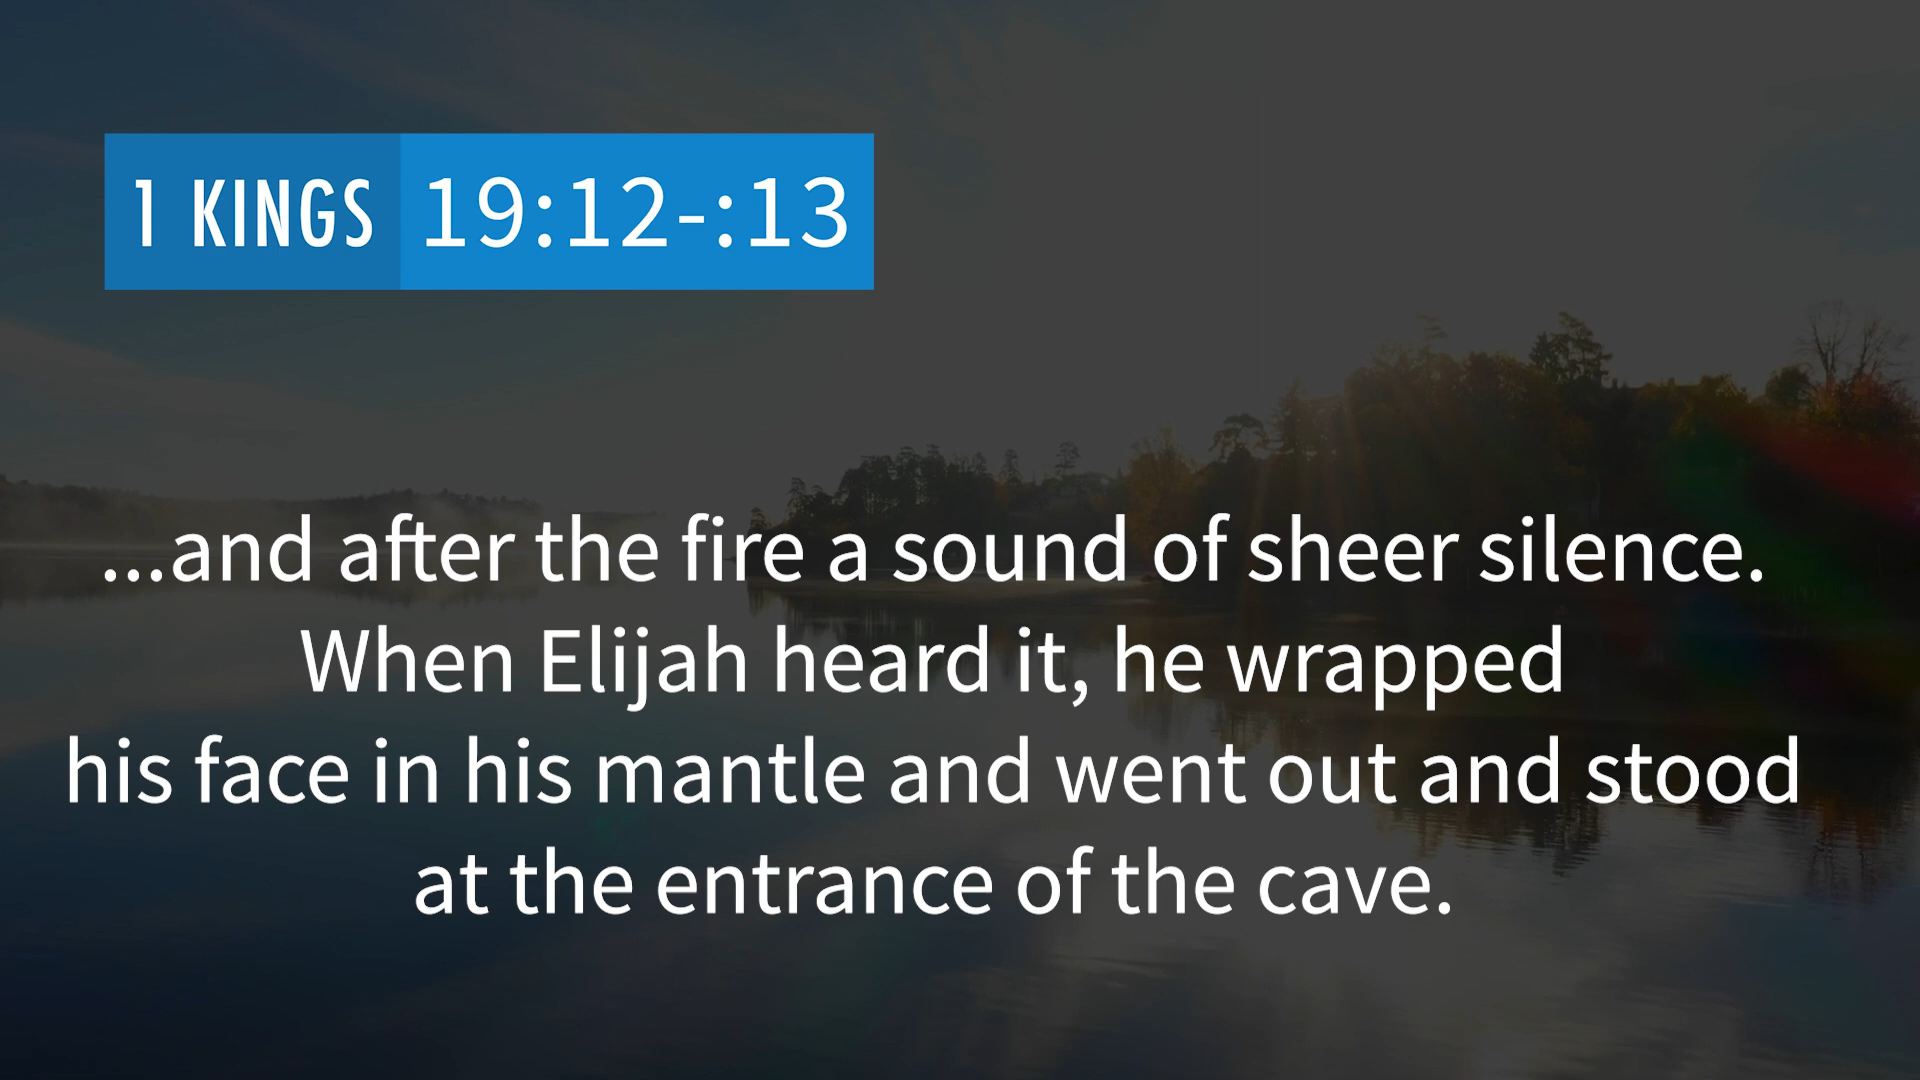 1 KINGS 19:12-:13
...and after the fire a sound of sheer silence.
When Elijah heard it, he wrapped
his face in his mantle and went out and stood
at the entrance of the cave.